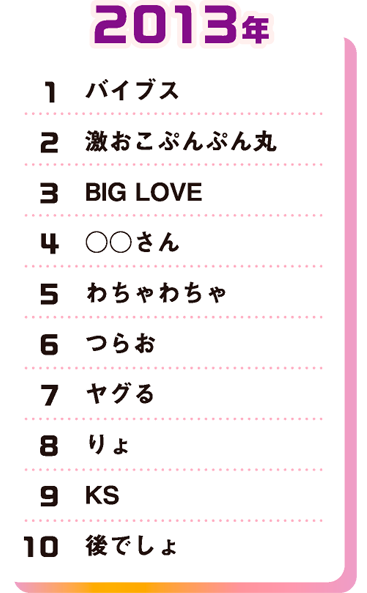 2013年
1 バイブス
2 激おこぷんぷん丸
3 BIG LOVE
4 ○○さん
5 わちゃわちゃ
6 つらお
7 ヤグる
8 りょ
9 KS
10 後でしょ